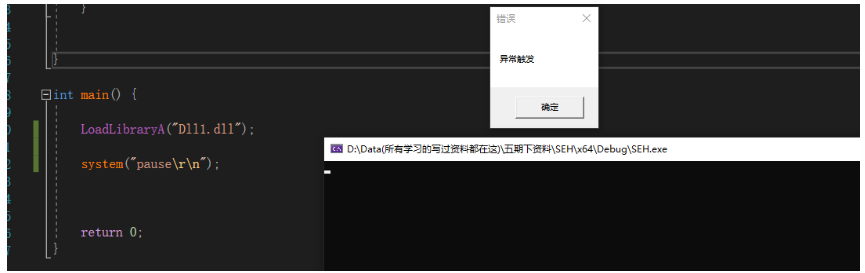 }
}
int main() {
LoadLibraryA("Dll1.dll");
system("pause\r\n");
return 0;
}
错误
异常触发
确定
D:\Data(所有学习的写过资料都在这)\五期下资料\SEH\x64\Debug\SEH.exe